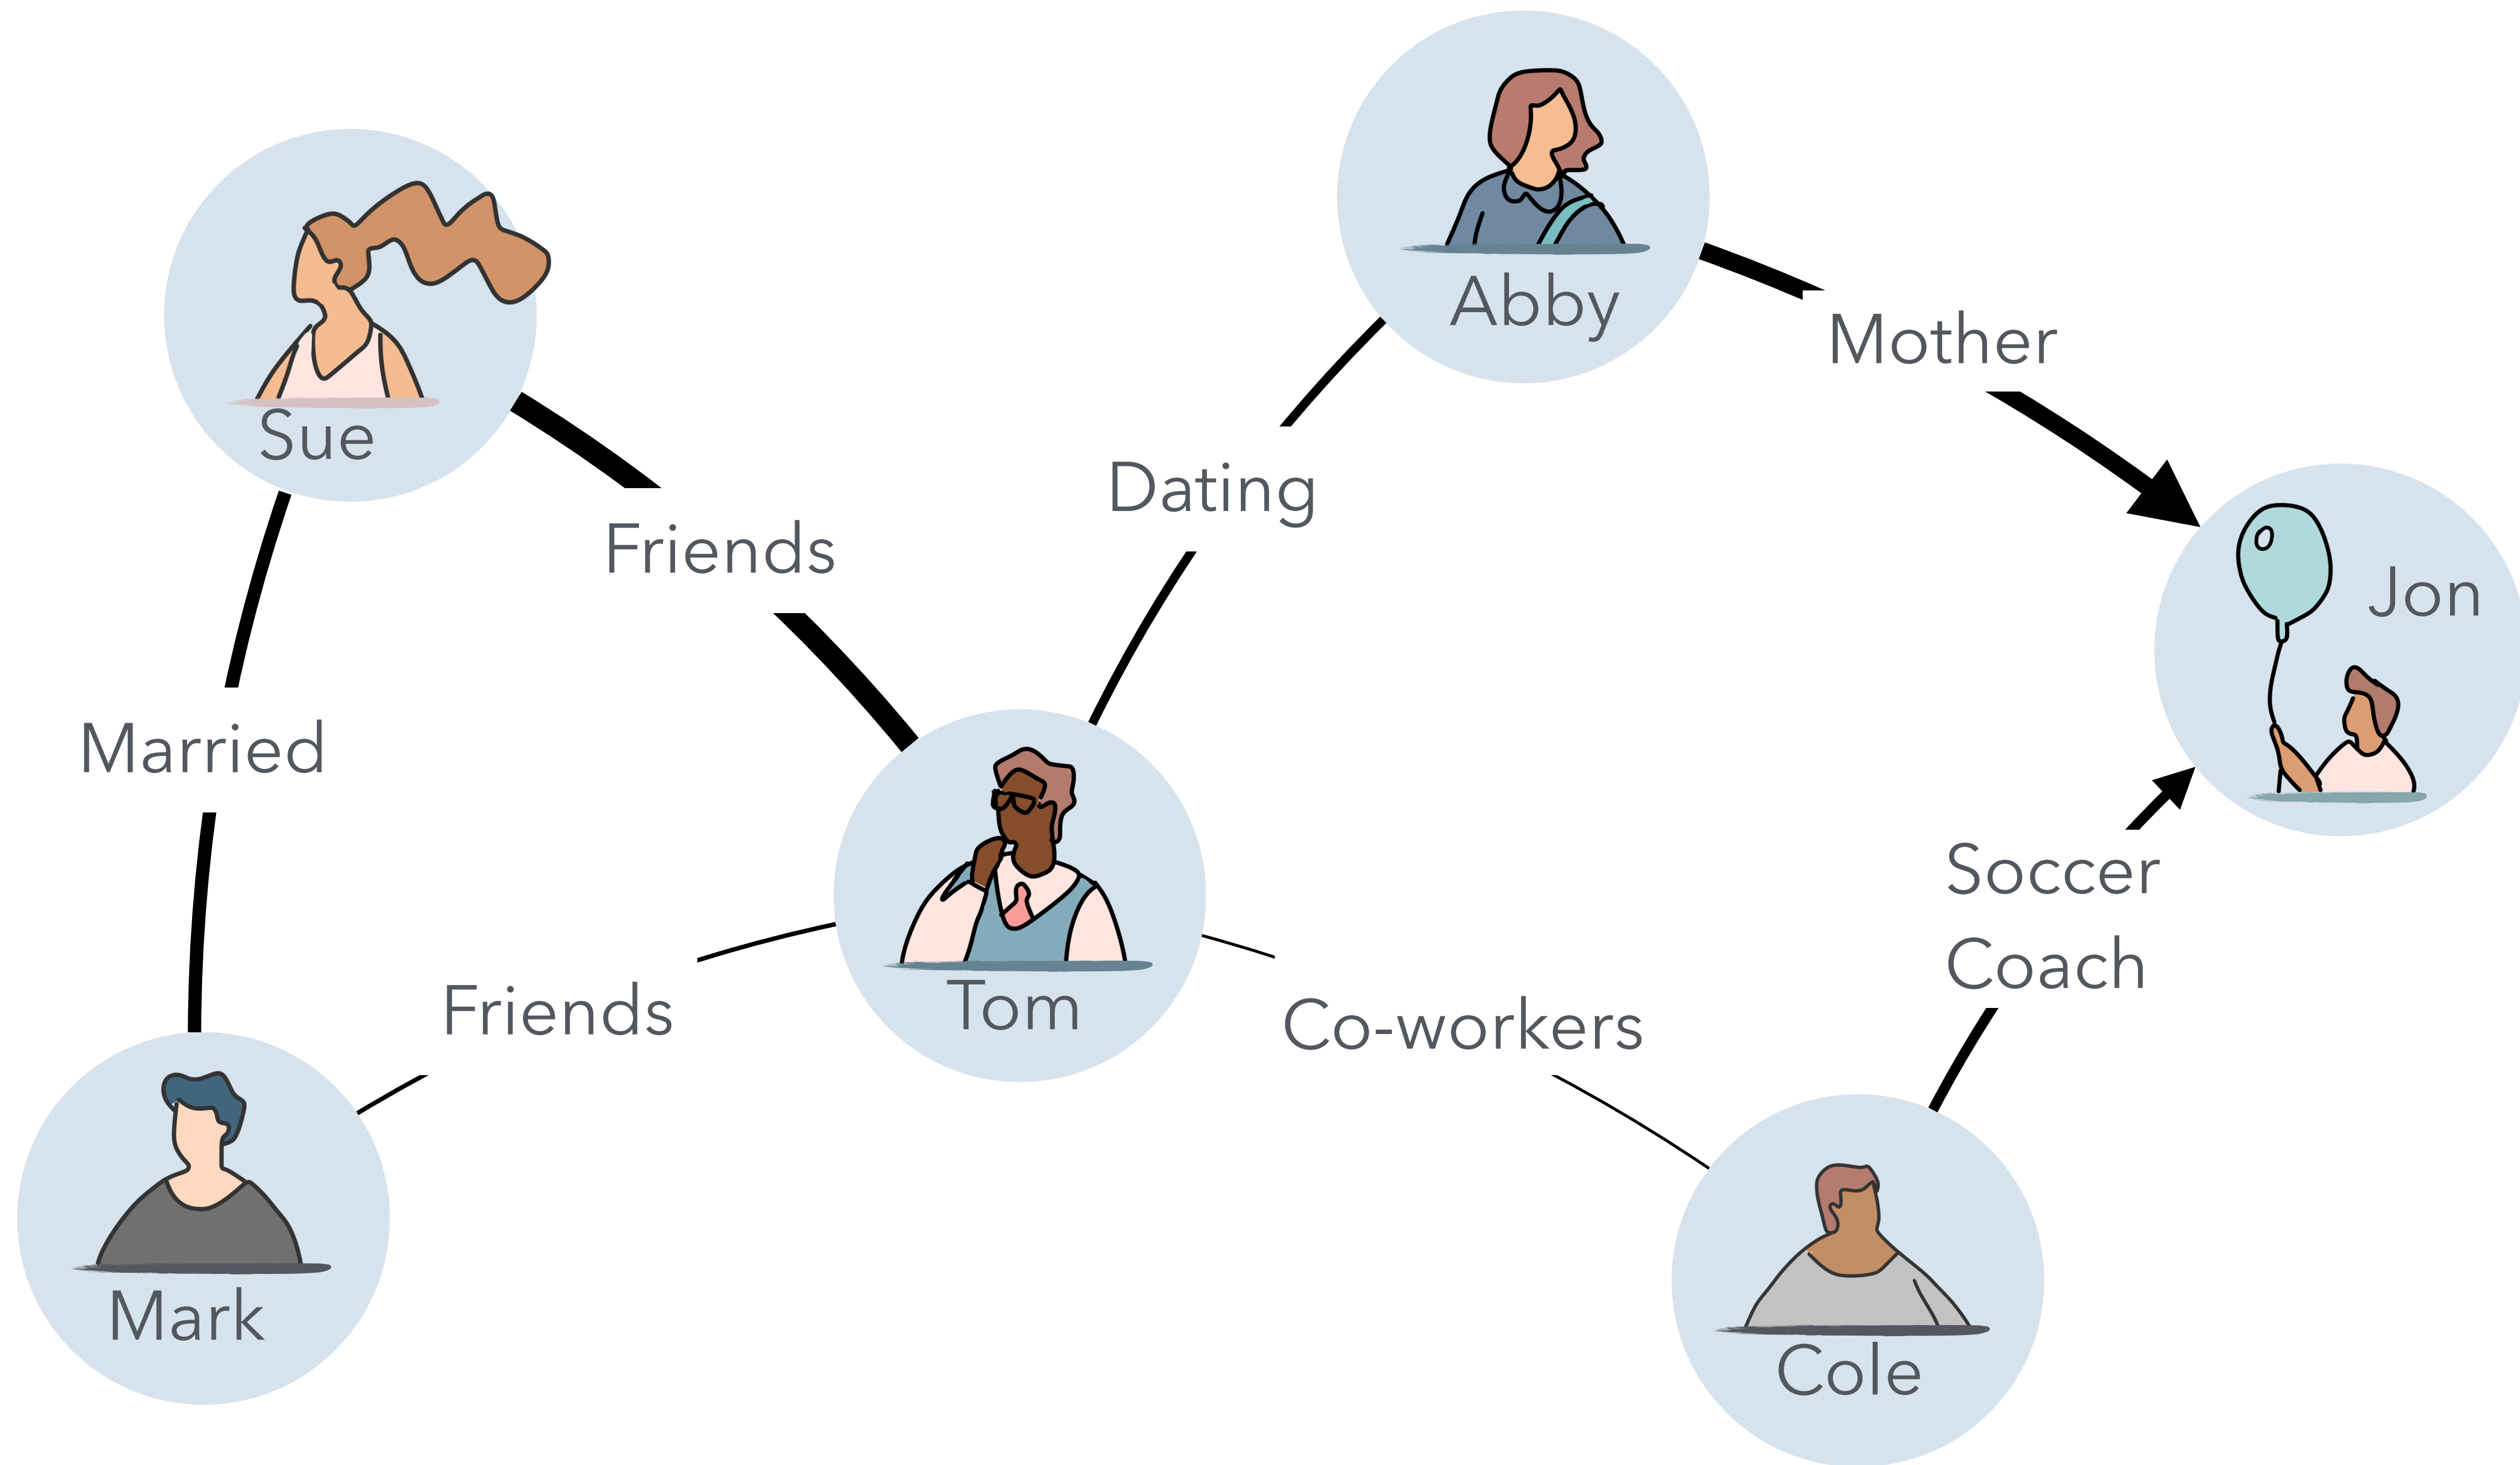 Abby
Mother
Sue
Dating
Friends
Jon
Married
Soccer
Coach
Friends
Tom
Co-workers
Mark
Cole